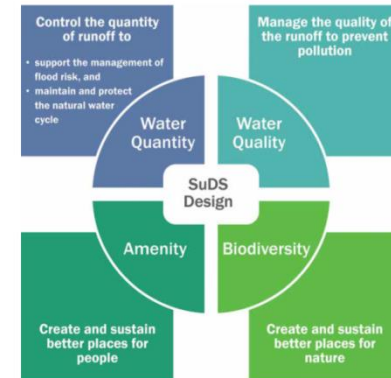 Control the quantity
of runoff to
• support the management of
flood risk, and
• maintain and protect
the natural water
cycle
Manage the quality of
the runoff to prevent
pollution
Water
Quantity
Water
Quality
SuDS
Design
Amenity
Biodiversity
Create and sustain
better places for
people
Create and sustain
better places for
nature